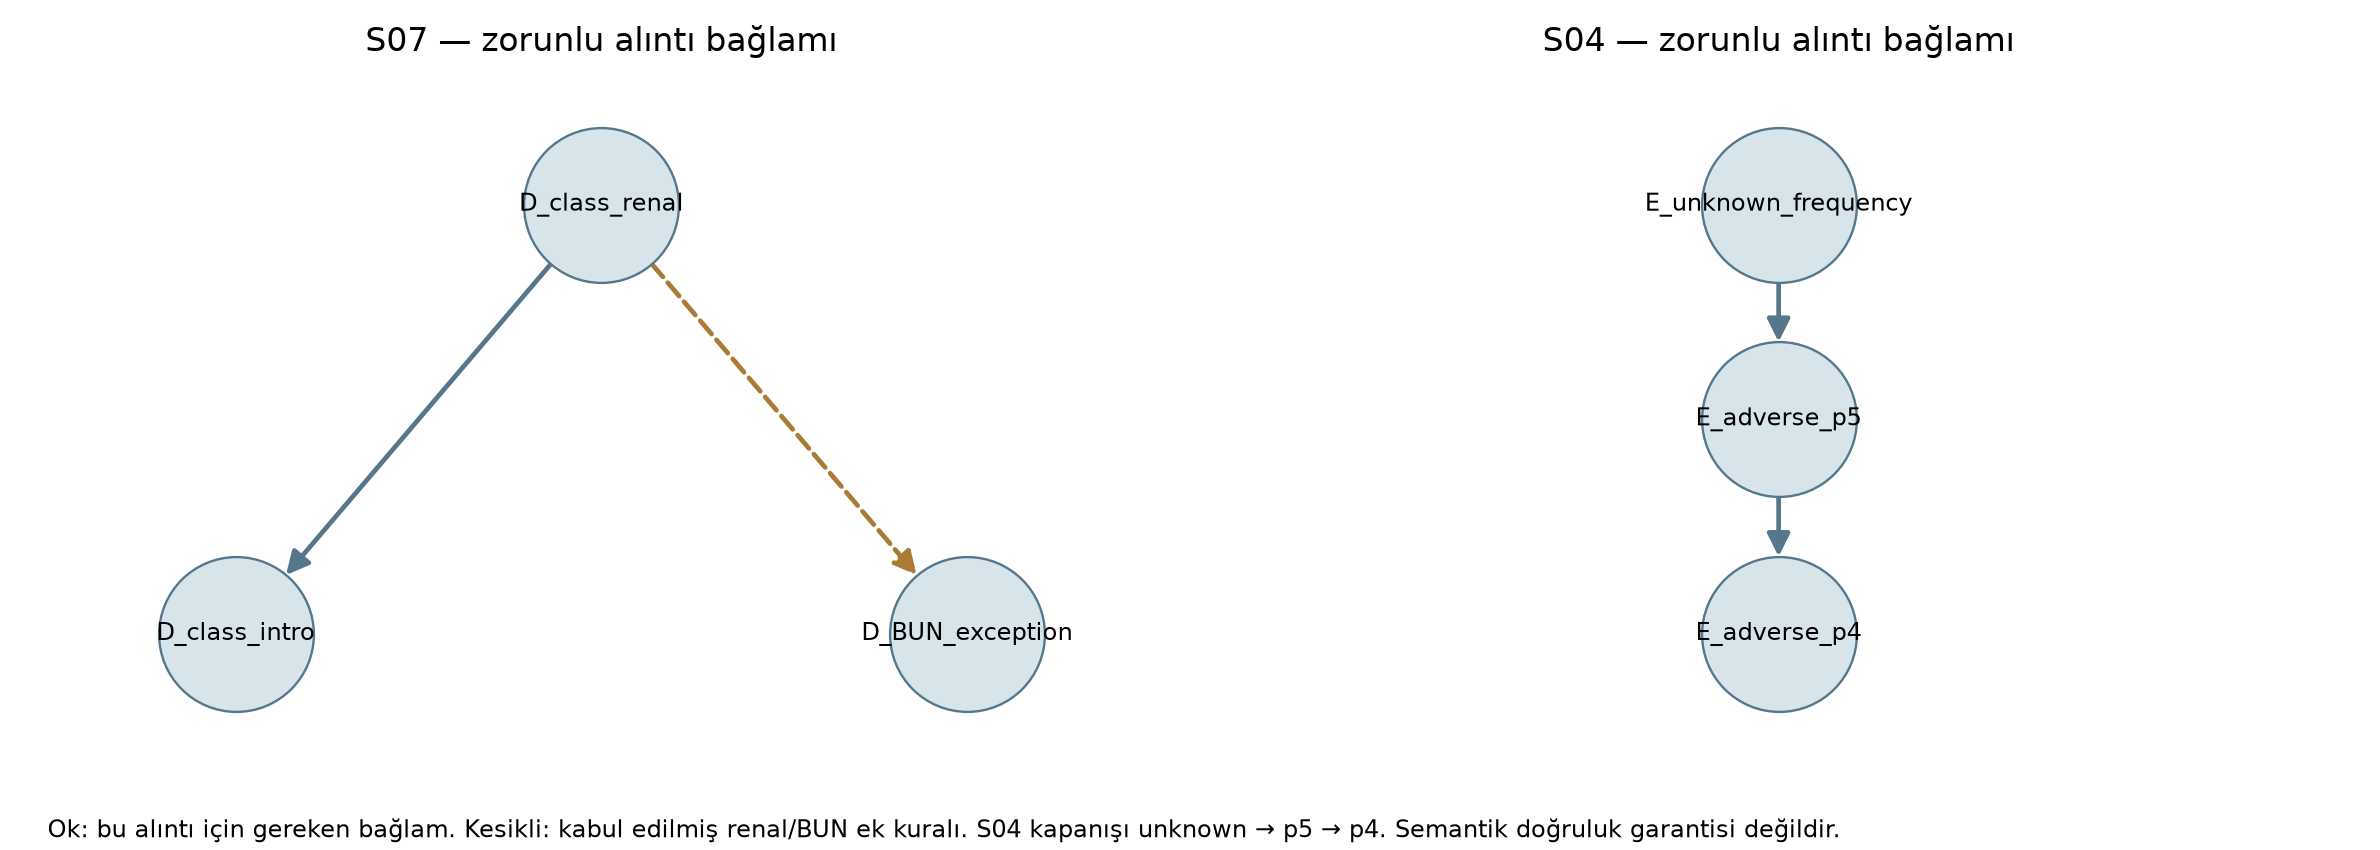 S07 — zorunlu alıntı bağlamı
S04 — zorunlu alıntı bağlamı
D_class_renal
E_unknown_frequency
E_adverse_p5
D_class_intro
D_BUN_exception
E_adverse_p4
Ok: bu alıntı için gereken bağlam. Kesikli: kabul edilmiş renal/BUN ek kuralı. S04 kapanışı unknown → p5 → p4. Semantik doğruluk garantisi değildir.